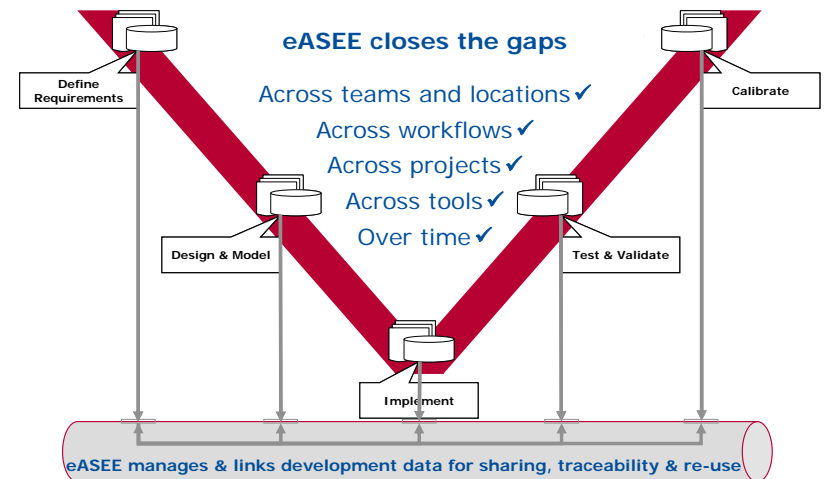 eASEE closes the gaps
Define
Requirements
Calibrate
Across teams and locations ✓
Across workflows ✓
Across projects ✓
Across tools ✓
Over time ✓
Design & Model
Test & Validate
Implement
eASEE manages & links development data for sharing, traceability & re-use